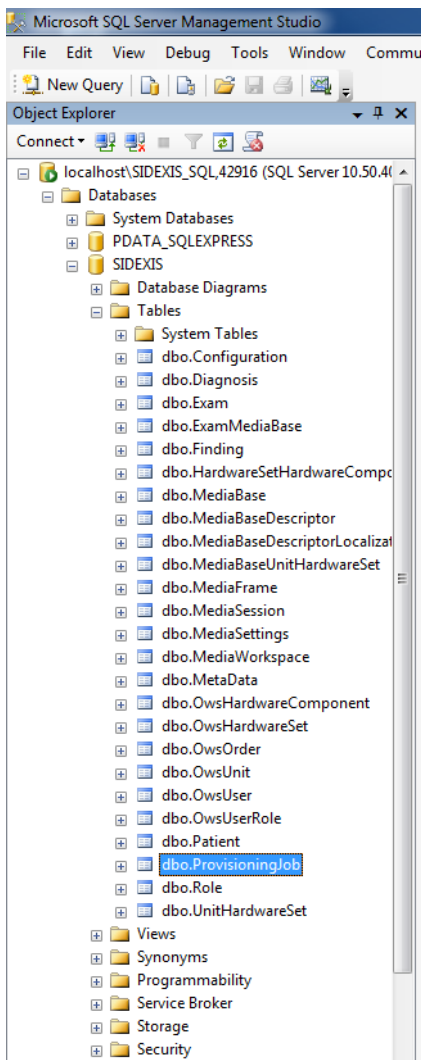 Microsoft SQL Server Management Studio
File Edit View Debug Tools Window Commu
New Query
Object Explorer
Connect
localhost\SIDEXIS_SQL,42916 (SQL Server 10.50.40
Databases
System Databases
PDATA_SQLEXPRESS
SIDEXIS
Database Diagrams
Tables
System Tables
dbo.Configuration
dbo.Diagnosis
dbo.Exam
dbo.ExamMediaBase
dbo.Finding
dbo.HardwareSetHardwareCompo
dbo.MediaBase
dbo.MediaBaseDescriptor
dbo.MediaBaseDescriptorLocalizat
dbo.MediaBaseUnitHardwareSet
dbo.MediaFrame
dbo.MediaSession
dbo.MediaSettings
dbo.MediaWorkspace
dbo.MetaData
dbo.OwsHardwareComponent
dbo.OwsHardwareSet
dbo.OwsOrder
dbo.OwsUnit
dbo.OwsUser
dbo.OwsUserRole
dbo.Patient
dbo.ProvisioningJob
dbo.Role
dbo.UnitHardwareSet
Views
Synonyms
Programmability
Service Broker
Storage
Security